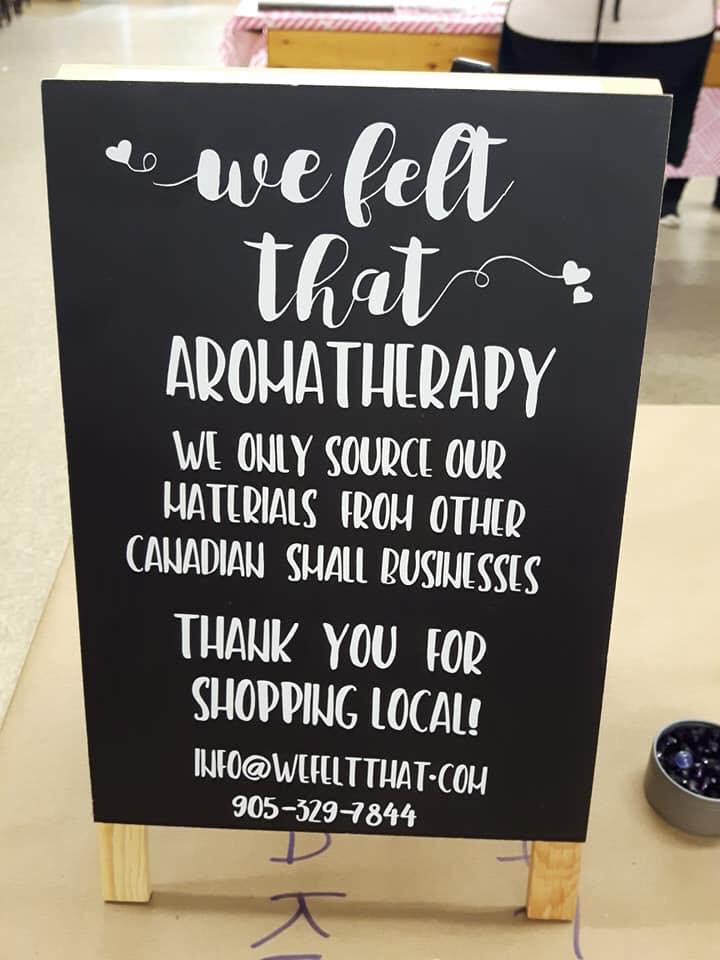 we felt
that
AROMATHERAPY
WE ONLY SOURCE OUR
MATERIALS FROM OTHER
CANADIAN SMALL BUSINESSES
THANK YOU FOR
SHOPPING LOCAL!
INFO@WEFELTTHAT.COM
905-329-7844